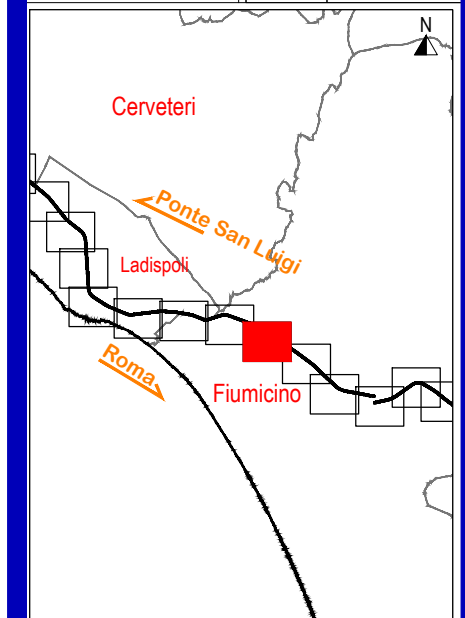 N
Cerveteri
Ponte San Luigi
Ladispoli
Roma
Fiumicino